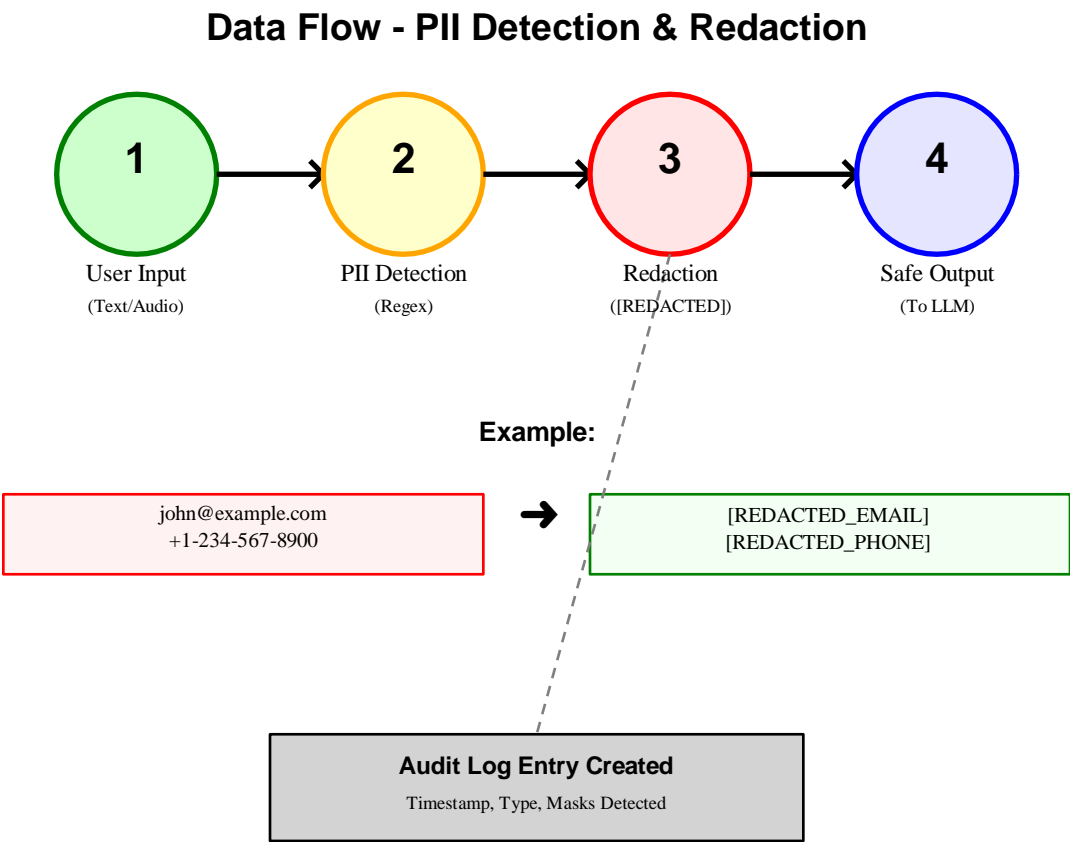 Data Flow - PII Detection & Redaction
1
2
3
4
User Input
(Text/Audio)
PII Detection
(Regex)
Redaction
([REDACTED])
Safe Output
(To LLM)
Example:
john@example.com
+1-234-567-8900
[REDACTED_EMAIL]
[REDACTED_PHONE]
Audit Log Entry Created
Timestamp, Type, Masks Detected